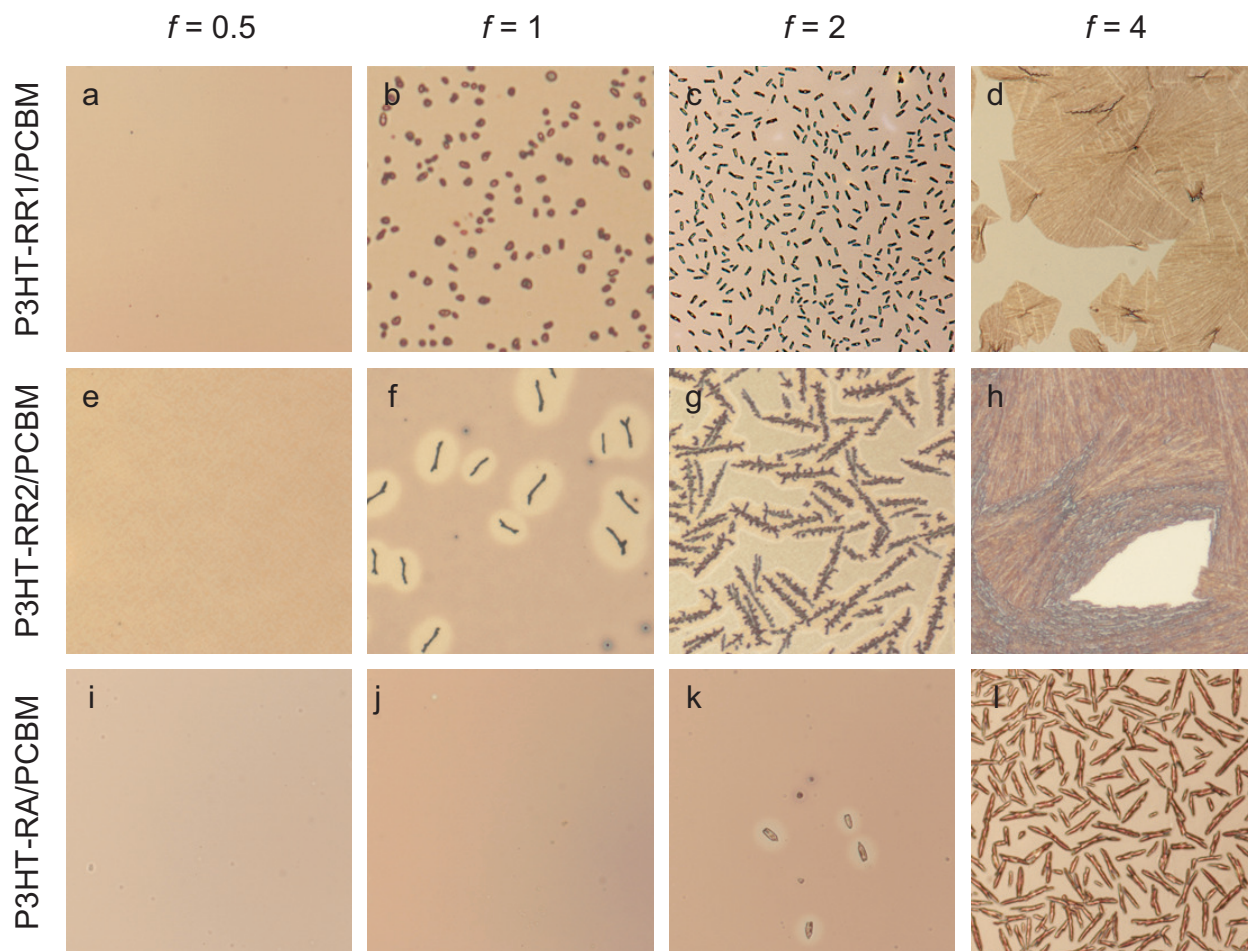 f = 0.5
f = 1
f = 2
f = 4
P3HT-RR1/PCBM
a
b
c
d
P3HT-RR2/PCBM
e
f
g
h
P3HT-RA/PCBM
i
j
k
l